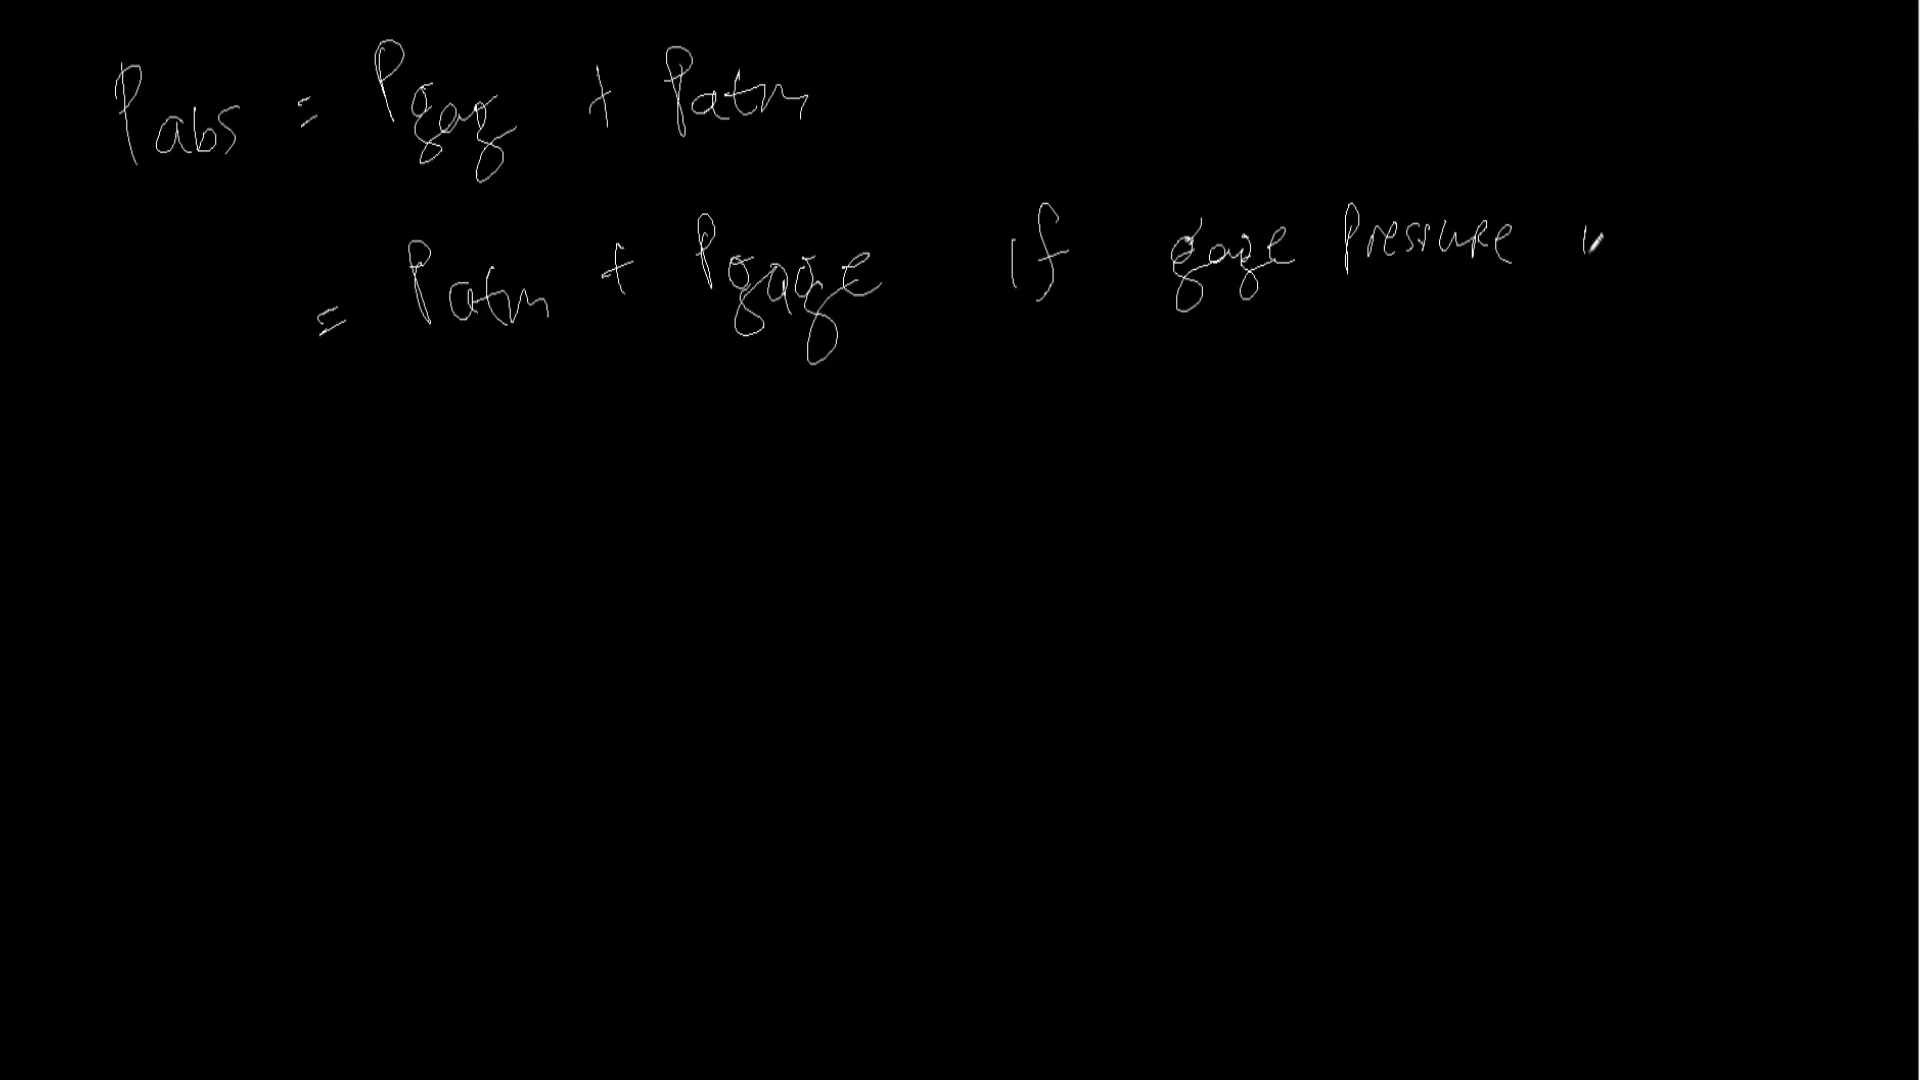 Pabs = Pgag + Patm
= Patm + Pgage if gage Pressure